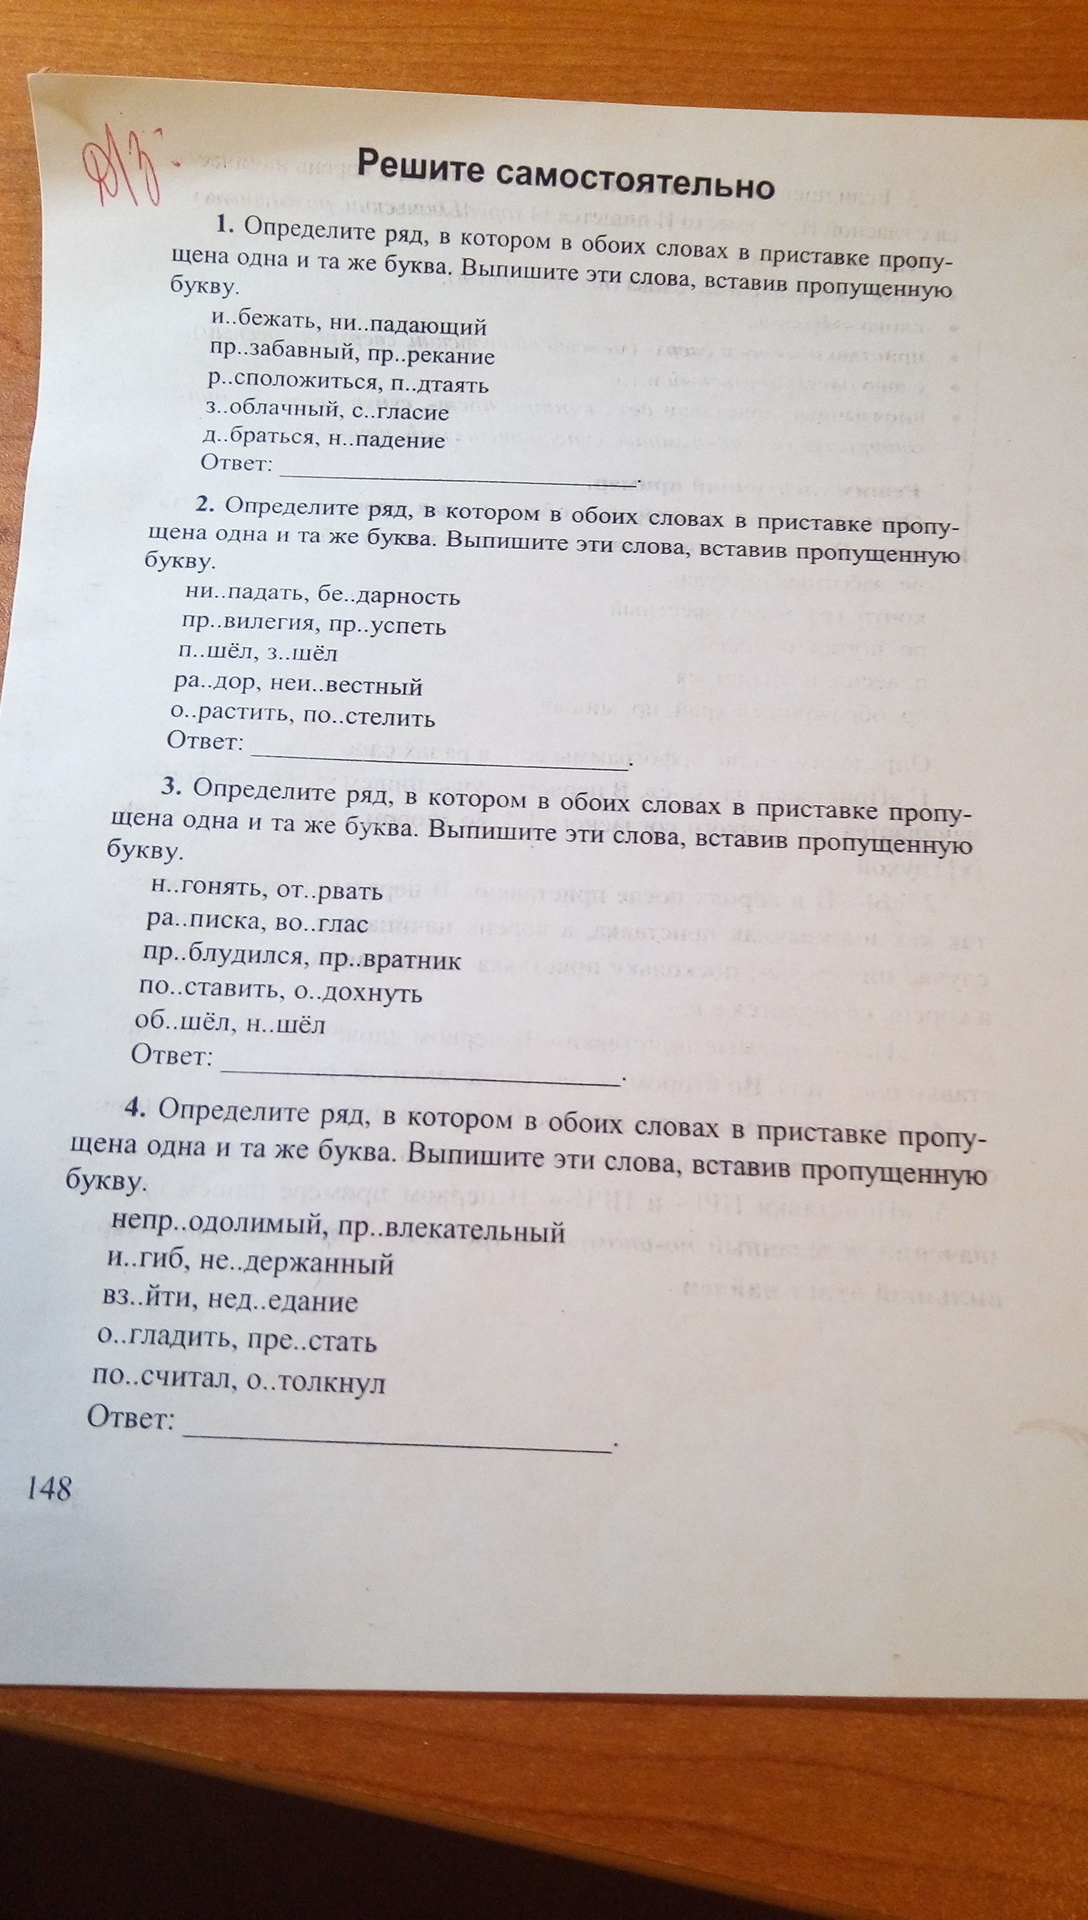 Д/З:
Решите самостоятельно
1. Определите ряд, в котором в обоих словах в приставке пропу-
щена одна и та же буква. Выпишите эти слова, вставив пропущенную
букву.
и..бежать, ни..падающий
пр..забавный, пр..рекание
р..сположиться, п..дтаять
з..облачный, с..гласие
д..браться, н..падение
Ответ: ______________.
2. Определите ряд, в котором в обоих словах в приставке пропу-
щена одна и та же буква. Выпишите эти слова, вставив пропущенную
букву.
ни..падать, бе..дарность
пр..вилегия, пр..успеть
п..шёл, з..шёл
ра..дор, неи..вестный
о..растить, по..стелить
Ответ: ______________.
3. Определите ряд, в котором в обоих словах в приставке пропу-
щена одна и та же буква. Выпишите эти слова, вставив пропущенную
букву.
н..гонять, от..рвать
ра..писка, во..глас
пр..блудился, пр..вратник
по..ставить, о..дохнуть
об..шёл, н..шёл
Ответ: ______________.
4. Определите ряд, в котором в обоих словах в приставке пропу-
щена одна и та же буква. Выпишите эти слова, вставив пропущенную
букву.
непр..одолимый, пр..влекательный
и..гиб, не..держанный
вз..йти, нед..едание
о..гладить, пре..стать
по..считал, о..толкнул
Ответ: ______________.
148